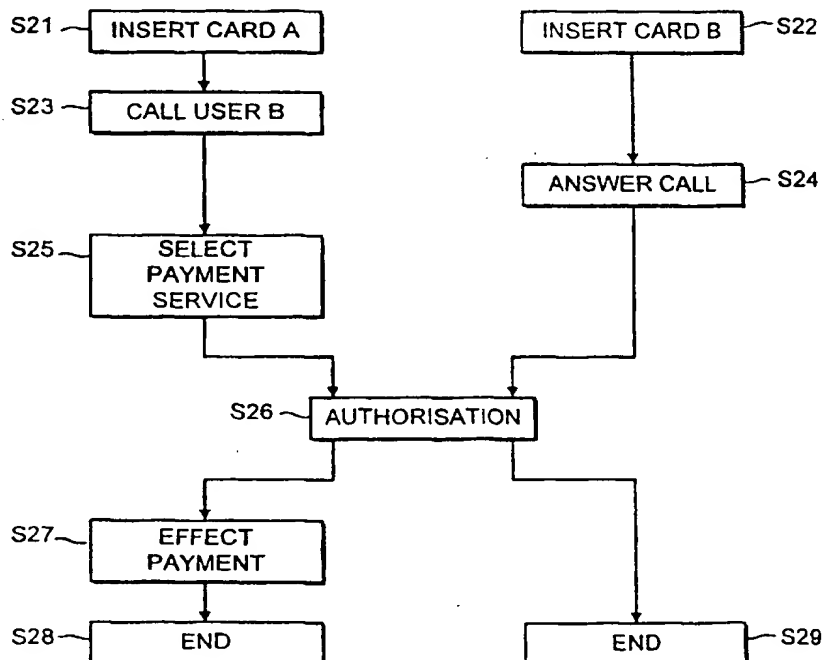 S21 INSERT CARD A INSERT CARD B S22
S23 CALL USER B
ANSWER CALL S24
S25 SELECT
PAYMENT
SERVICE
S26 AUTHORISATION
S27 EFFECT
PAYMENT
S28 END END S29